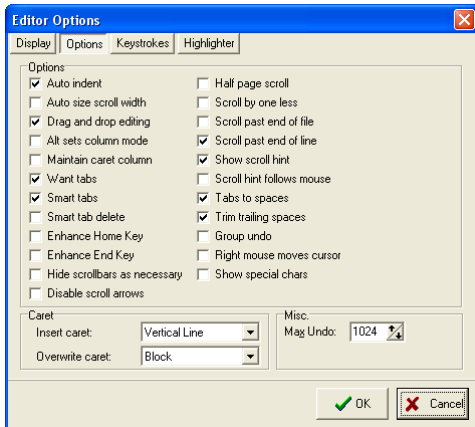 Editor Options
Display Options Keystrokes Highlighter
Options
Auto indent
Auto size scroll width
Drag and drop editing
Alt sets column mode
Maintain caret column
Want tabs
Smart tabs
Smart tab delete
Enhance Home Key
Enhance End Key
Hide scrollbars as necessary
Disable scroll arrows
Half page scroll
Scroll by one less
Scroll past end of file
Scroll past end of line
Show scroll hint
Scroll hint follows mouse
Tabs to spaces
Trim trailing spaces
Group undo
Right mouse moves cursor
Show special chars
Caret
Insert caret: Vertical Line
Overwrite caret: Block
Misc.
Max Undo: 1024
OK Cancel